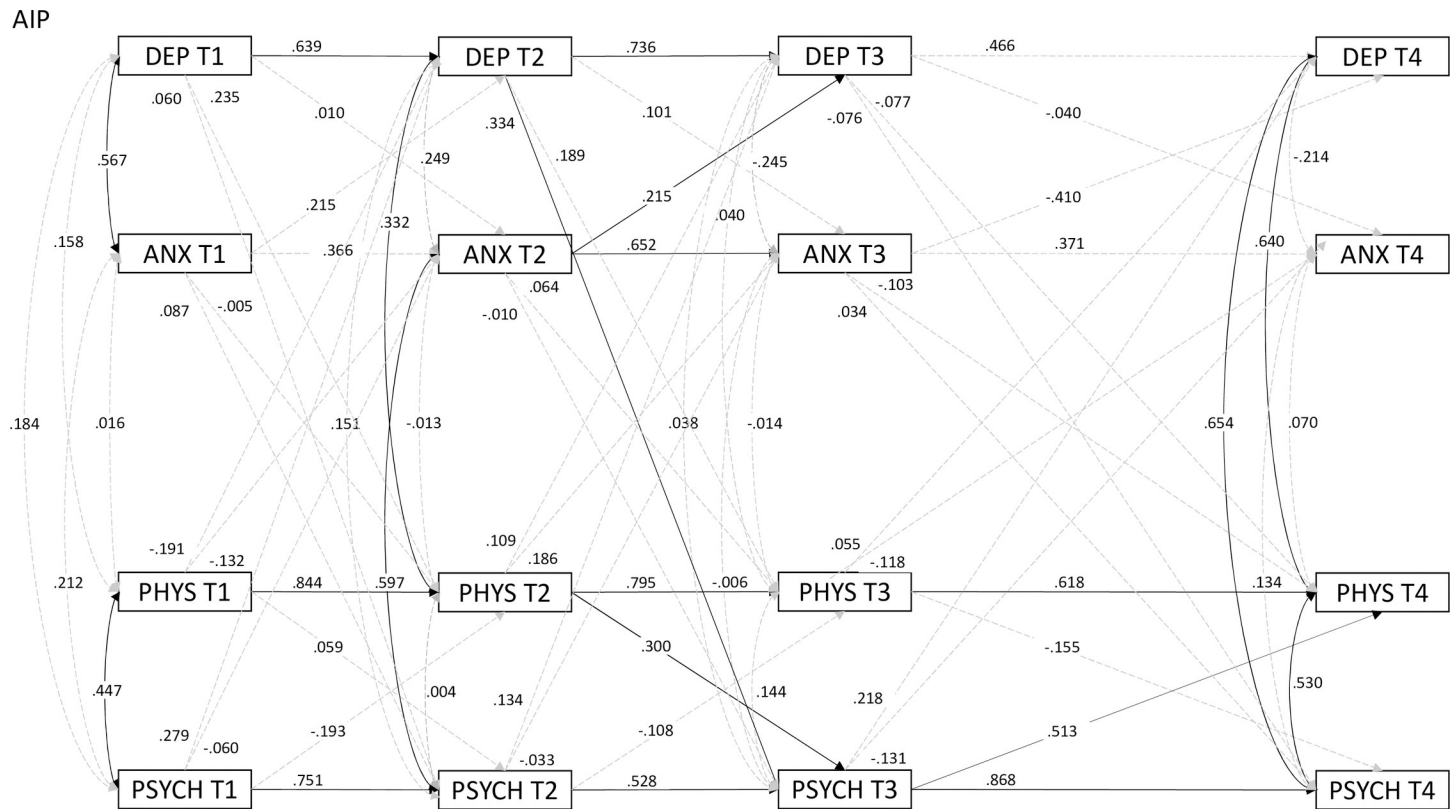 AIP
DEP T1 .639 DEP T2 .736 DEP T3 .466 DEP T4
.060 .235 .010 .334 .189 .101 -.076 -.077 -.040
.567 .249 -.245 -.214
.215 .332 .215 .040 -.410
.158 ANX T1 .366 ANX T2 .652 ANX T3 .371 .640 ANX T4
.087 -.005 .064 -.010 -.103 .034
.184 .016 .151 -.013 .038 -.014 .654 .070
-.191 -.132 .109 .186 .055 -.118
.212 PHYS T1 .844 .597 PHYS T2 .795 -.006 PHYS T3 .618 .134 PHYS T4
.059 .300 -.155
.447 .004 .134 .144 .218 .530
.279 -.060 -.193 -.033 -.108 -.131 .513
PSYCH T1 .751 PSYCH T2 .528 PSYCH T3 .868 PSYCH T4